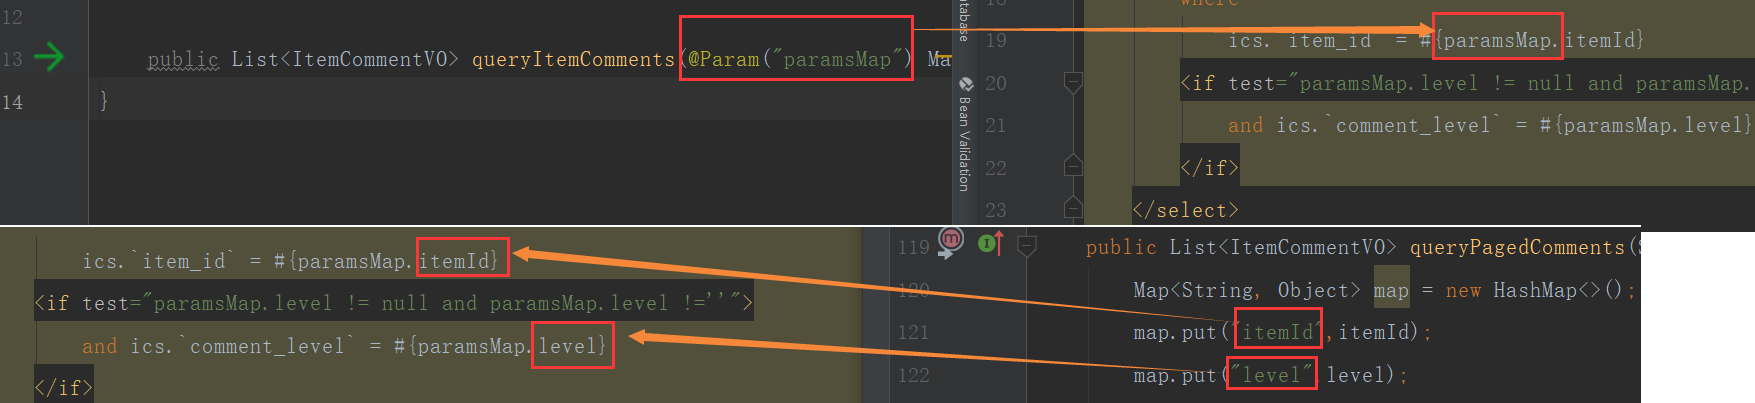 12
13 public List<ItemCommentVO> queryItemComments(@Param("paramsMap") Ma
14 }
atabase
Bean Validation
where
19 ics.`item_id` = #{paramsMap.itemId}
20 <if test="paramsMap.level != null and paramsMap.
21 and ics.`comment_level` = #{paramsMap.level}
22 </if>
23 </select>
ics.`item_id` = #{paramsMap.itemId}
<if test="paramsMap.level != null and paramsMap.level !=''">
and ics.`comment_level` = #{paramsMap.level}
</if>
119 public List<ItemCommentVO> queryPagedComments(S
120 Map<String, Object> map = new HashMap<>();
121 map.put("itemId",itemId);
122 map.put("level",level);